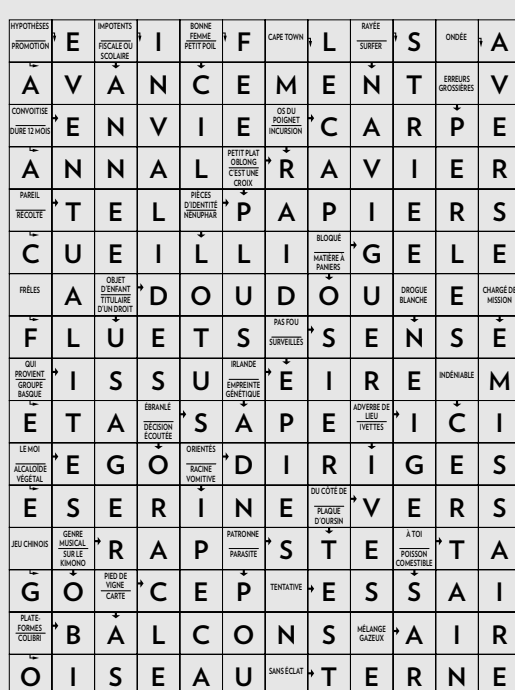 HYPOTHÈSES PROMOTION E IMPOTENTS FISCALE OU SCOLAIRE I BONNE FEMME PETIT POIL F CAPE TOWN L RAYÉE SURFER S ONDÉE A
A V A N C E M E N T ERREURS GROSSIÈRES V
CONVOITISE DURE 12 MOIS E N V I E OS DU POIGNET INCURSION C A R P E
A N N A L PETIT PLAT OBLONG C'EST UNE CROIX R A V I E R
PAREIL RÉCOLTE T E L PIÈCES D'IDENTITÉ NÉNUPHAR P A P I E R S
C U E I L L I BLOQUÉ MATIÈRE À PANIERS G E L E
FRÊLES A OBJET D'ENFANT TITULAIRE D'UN DROIT D O U D O U DROGUE BLANCHE E CHARGÉ DE MISSION
F L U E T S PAS FOU SURVEILLÉS S E N S E
QUI PROVIENT GROUPE BASQUE I S S U IRLANDE EMPREINTE GÉNÉTIQUE E I R E INDÉNIABLE M
E T A ÉBRANLÉ DÉCISION ÉCOUTÉE S A P E ADVERBE DE LIEU IVETTES I C I
LE MOI ALCALOÏDE VÉGÉTAL E G O ORIENTÉS RACINE VOMITIVE D I R I G E S
E S E R I N E DU CÔTÉ DE PLAQUE D'OURSIN V E R S
JEU CHINOIS GENRE MUSICAL SUR LE KIMONO R A P PATRONNE PARASITE S T E À TOI POISSON COMESTIBLE T A
G O PIED DE VIGNE CARTE C E P TENTATIVE E S S A I
PLATE-FORMES COLIBRI B A L C O N S MÉLANGE GAZEUX A I R
O I S E A U SANS ÉCLAT T E R N E